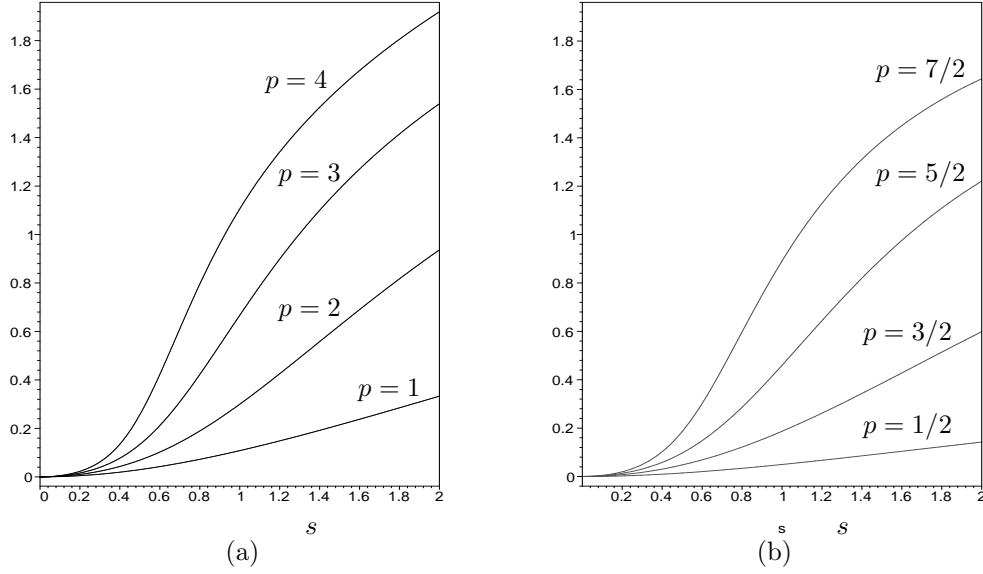 1.8
1.6
1.4
1.2
1
0.8
0.6
0.4
0.2
0
0 0.2 0.4 0.6 0.8 1 1.2 1.4 1.6 1.8 2
p = 4
p = 3
p = 2
p = 1
s
(a)
1.8
1.6
1.4
1.2
1
0.8
0.6
0.4
0.2
0
0.2 0.4 0.6 0.8 1 1.2 1.4 1.6 1.8 2
p = 7/2
p = 5/2
p = 3/2
p = 1/2
s s
(b)